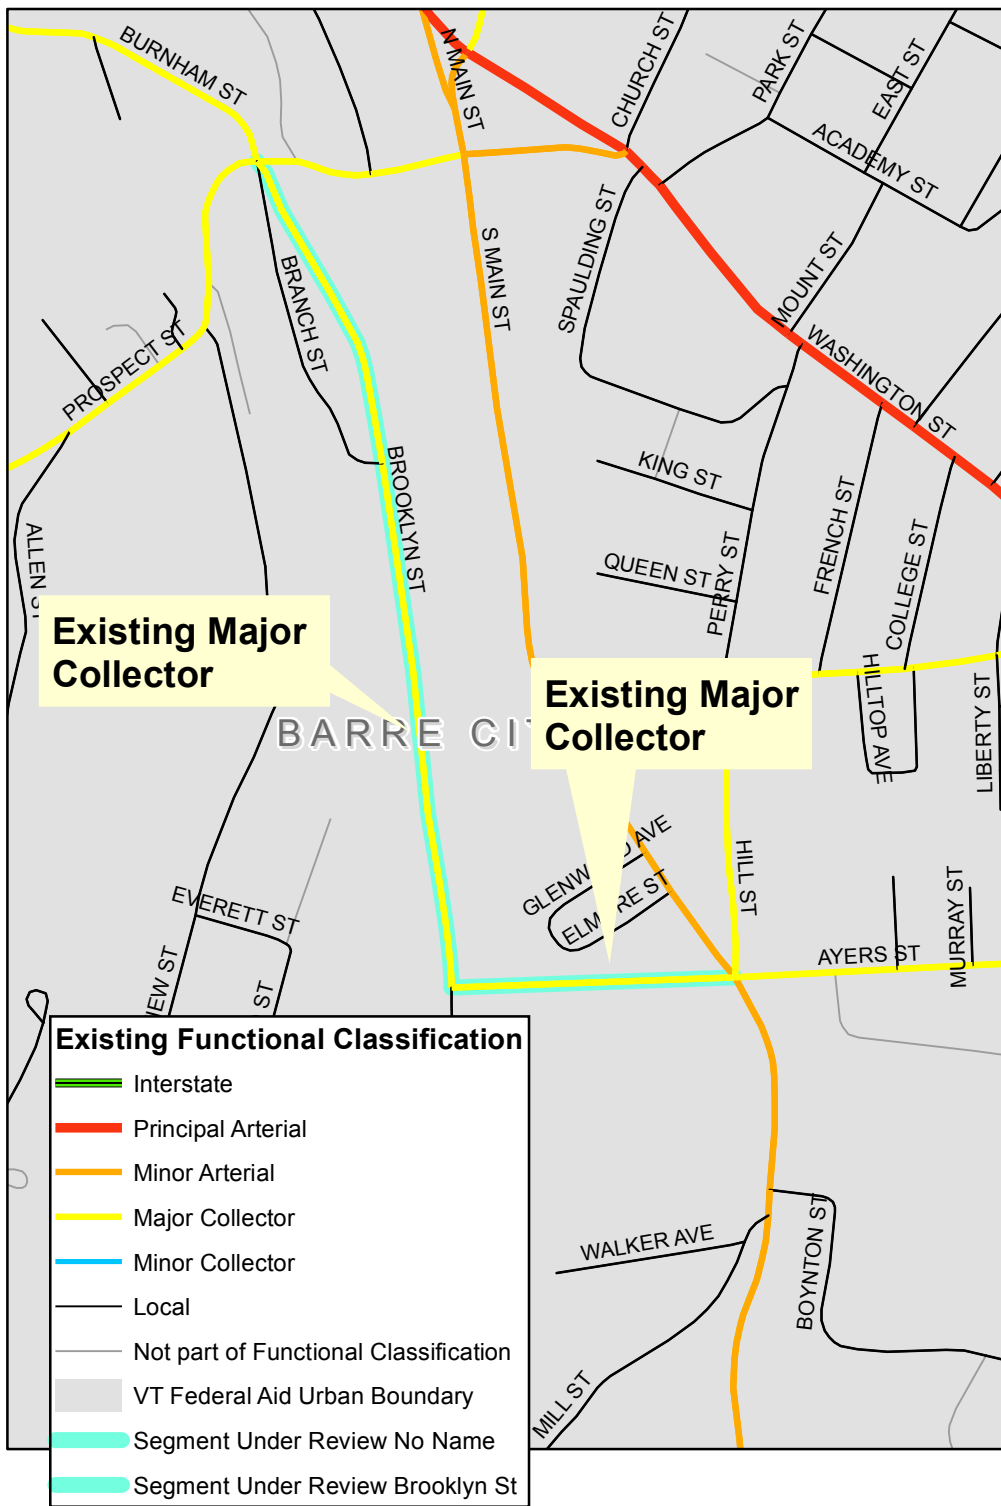 BURNHAM ST
N MAIN ST
CHURCH ST
PARK ST
EAST ST
ACADEMY ST
S MAIN ST
SPAULDING ST
MOUNT ST
BRANCH ST
PROSPECT ST
WASHINGTON ST
BROOKLYN ST
KING ST
FRENCH ST
COLLEGE ST
QUEEN ST
PERRY ST
ALLEN ST
Existing Major
Collector
Existing Major
Collector
BARRE CIT
HILLTOP AVE
LIBERTY ST
GLENWOOD AVE
ELMORE ST
HILL ST
EVERETT ST
AYERS ST
MURRAY ST
IEW ST
ST
Existing Functional Classification
Interstate
Principal Arterial
Minor Arterial
Major Collector
Minor Collector
Local
Not part of Functional Classification
VT Federal Aid Urban Boundary
Segment Under Review No Name
Segment Under Review Brooklyn St
WALKER AVE
BOYNTON ST
MILL ST